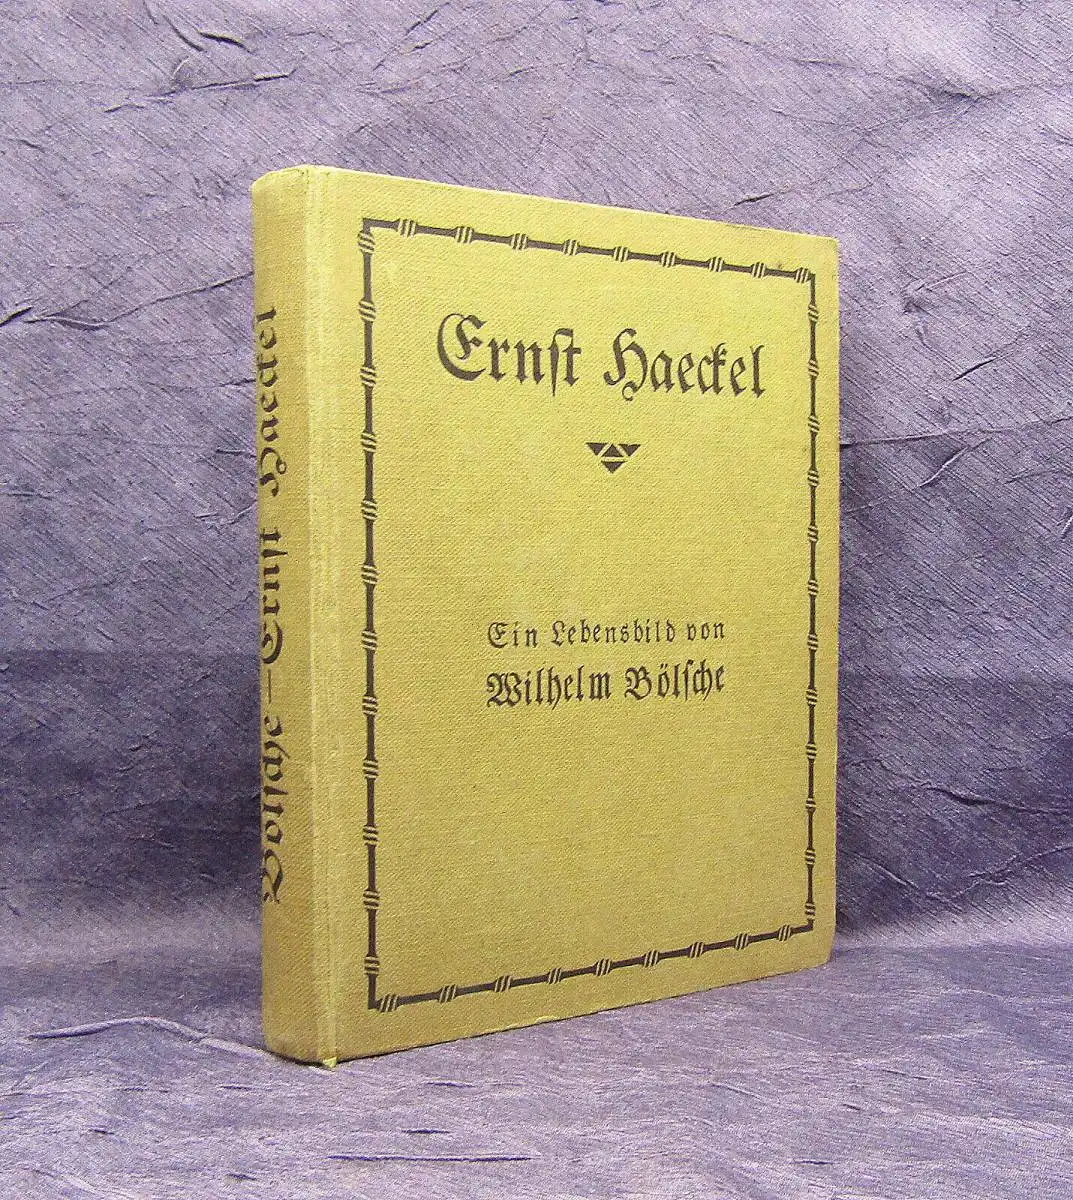 Ernſt Haeckel
Ein Lebensbild von
Wilhelm Bölſche
Bölſche – Ernſt Haeckel